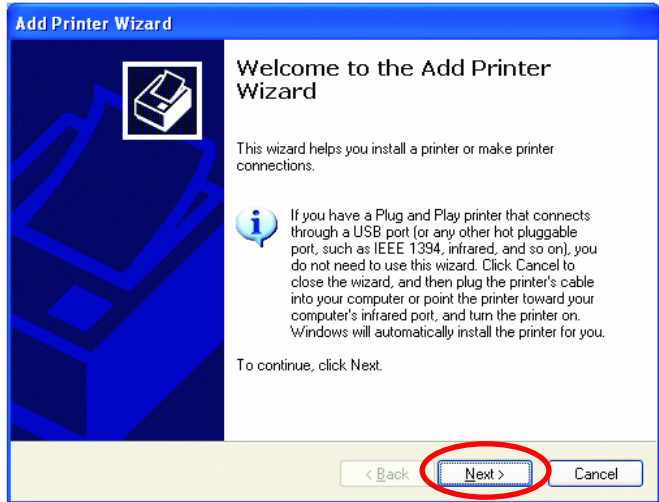 Add Printer Wizard
Welcome to the Add Printer
Wizard
This wizard helps you install a printer or make printer
connections.
If you have a Plug and Play printer that connects
through a USB port (or any other hot pluggable
port, such as IEEE 1394, infrared, and so on), you
do not need to use this wizard. Click Cancel to
close the wizard, and then plug the printer's cable
into your computer or point the printer toward your
computer's infrared port, and turn the printer on.
Windows will automatically install the printer for you.
To continue, click Next.
< Back Next > Cancel